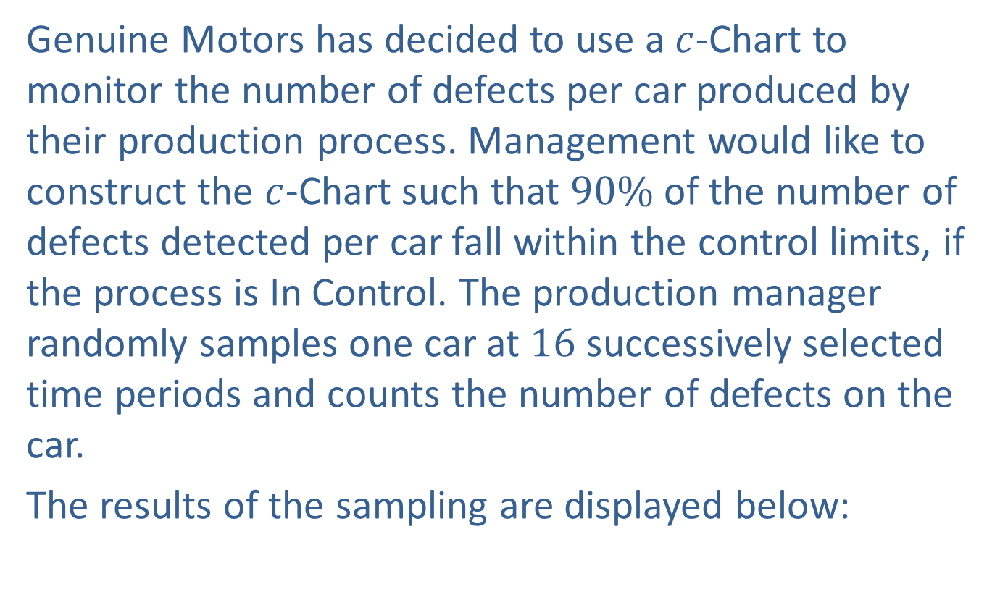 Genuine Motors has decided to use a c-Chart to
monitor the number of defects per car produced by
their production process. Management would like to
construct the c-Chart such that 90% of the number of
defects detected per car fall within the control limits, if
the process is In Control. The production manager
randomly samples one car at 16 successively selected
time periods and counts the number of defects on the
car.
The results of the sampling are displayed below: